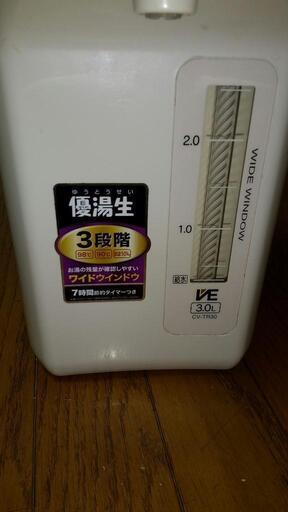 ゆうとうせい
優湯生
3段階
98℃ 90℃
お湯の残量が確認しやすい
ワイドウインドウ
7時間節約タイマーつき
2.0
1.0
給水
WIDE WINDOW
VE
3.0L
CV-TR30